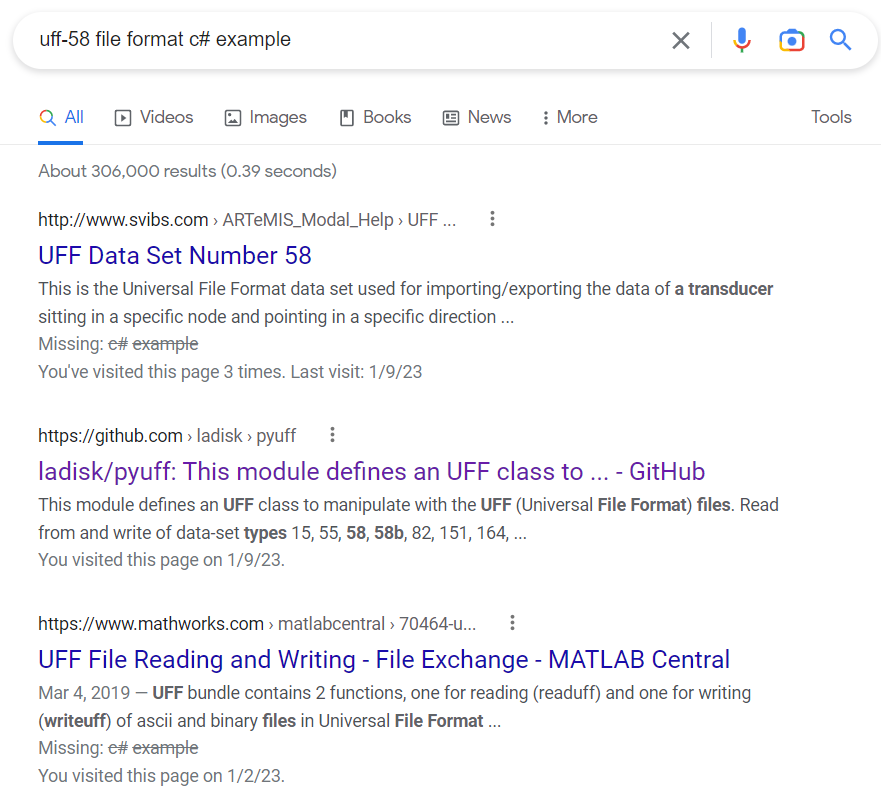 uff-58 file format c# example
All Videos Images Books News More Tools
About 306,000 results (0.39 seconds)
http://www.svibs.com › ARTeMIS_Modal_Help › UFF ...
UFF Data Set Number 58
This is the Universal File Format data set used for importing/exporting the data of a transducer
sitting in a specific node and pointing in a specific direction ...
Missing: c# example
You've visited this page 3 times. Last visit: 1/9/23
https://github.com › ladisk › pyuff
ladisk/pyuff: This module defines an UFF class to ... - GitHub
This module defines an UFF class to manipulate with the UFF (Universal File Format) files. Read
from and write of data-set types 15, 55, 58, 58b, 82, 151, 164, ...
You visited this page on 1/9/23.
https://www.mathworks.com › matlabcentral › 70464-u...
UFF File Reading and Writing - File Exchange - MATLAB Central
Mar 4, 2019 — UFF bundle contains 2 functions, one for reading (readuff) and one for writing
(writeuff) of ascii and binary files in Universal File Format ...
Missing: c# example
You visited this page on 1/2/23.